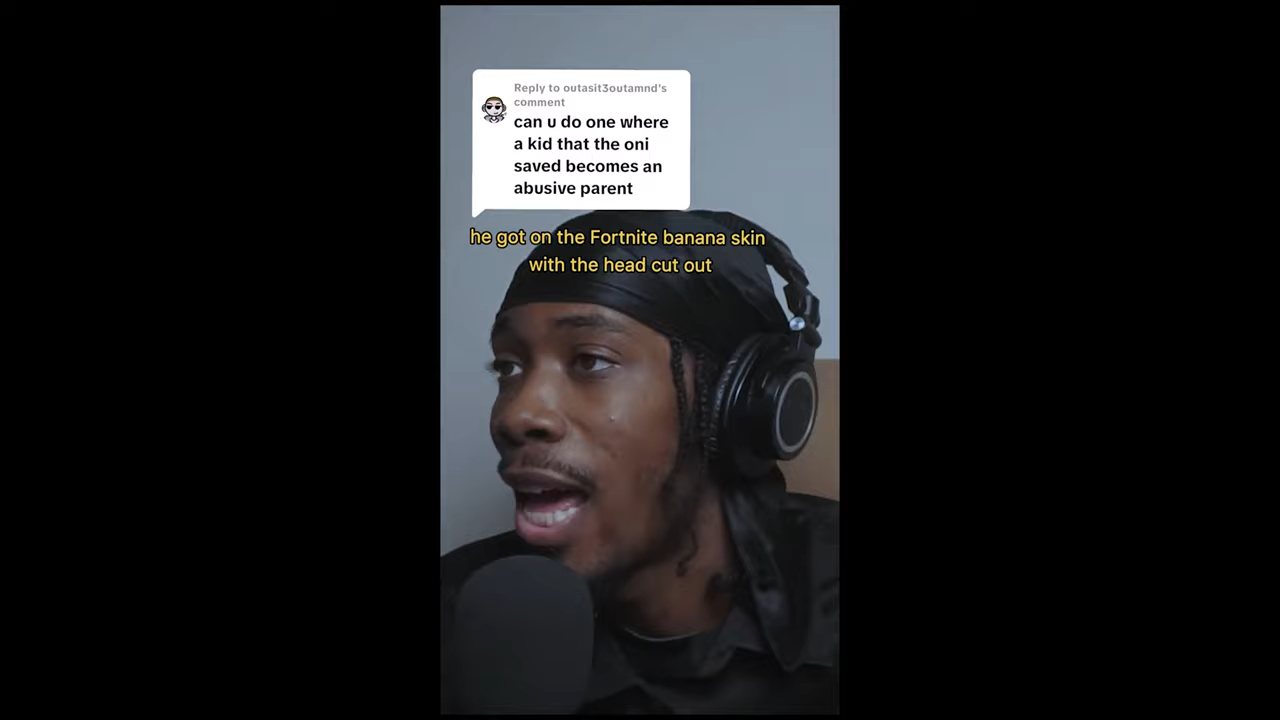 Reply to outasit3outamnd's
comment
can u do one where
a kid that the oni
saved becomes an
abusive parent
he got on the Fortnite banana skin
with the head cut out